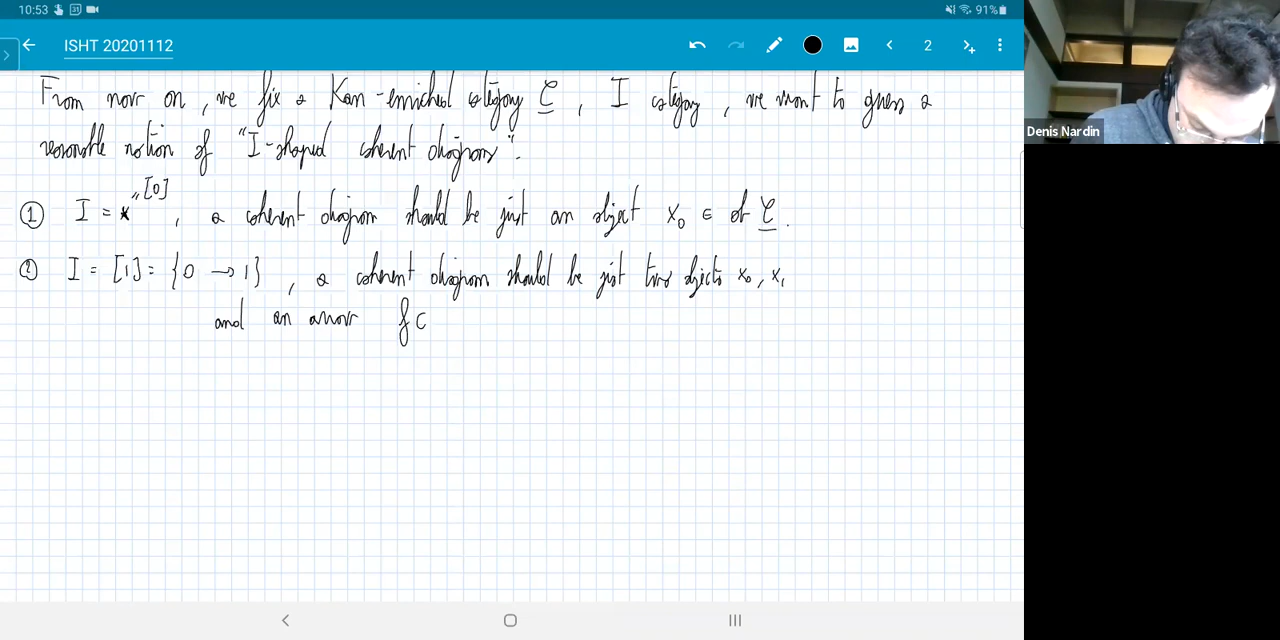 10:53 31 91%
ISHT 20201112 2
Denis Nardin
From now on, we fix a Kan-enriched category C, I category, we want to guess a
reasonable notion of "I-shaped coherent diagrams".
① I = * = [0], a coherent diagram should be just an object x₀ ∈ ob C.
② I = [1] = {0 → 1}, a coherent diagram should be just two objects x₀, x₁
and an arrow f ∈